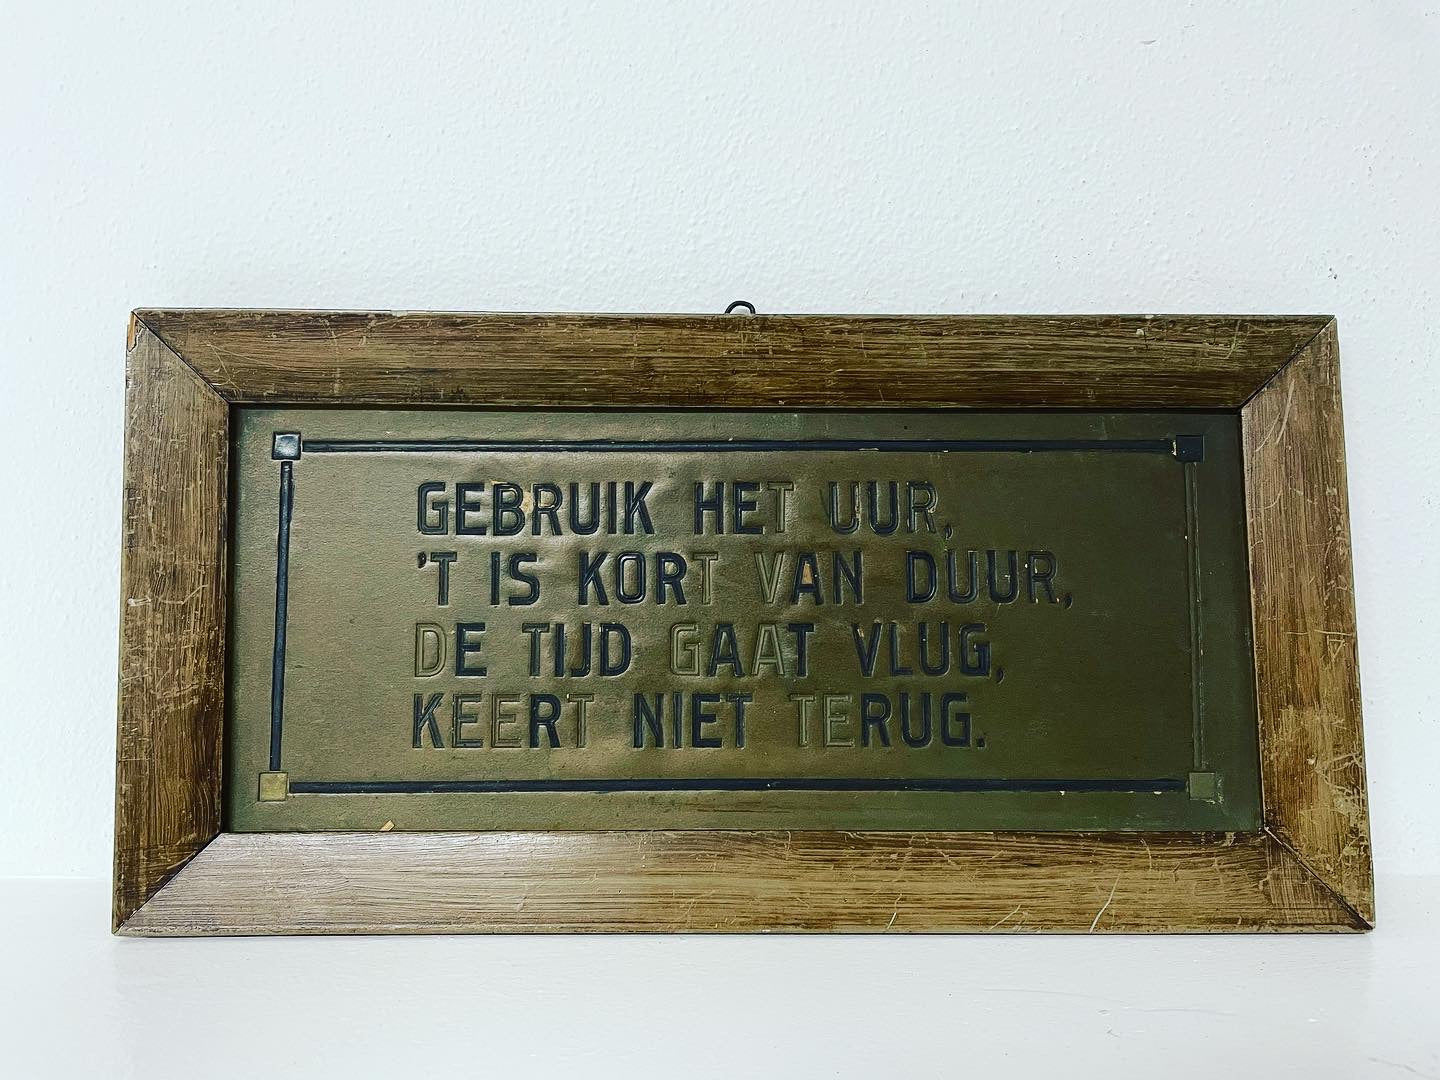 GEBRUIK HET UUR,
'T IS KORT VAN DUUR,
DE TIJD GAAT VLUG,
KEERT NIET TERUG.